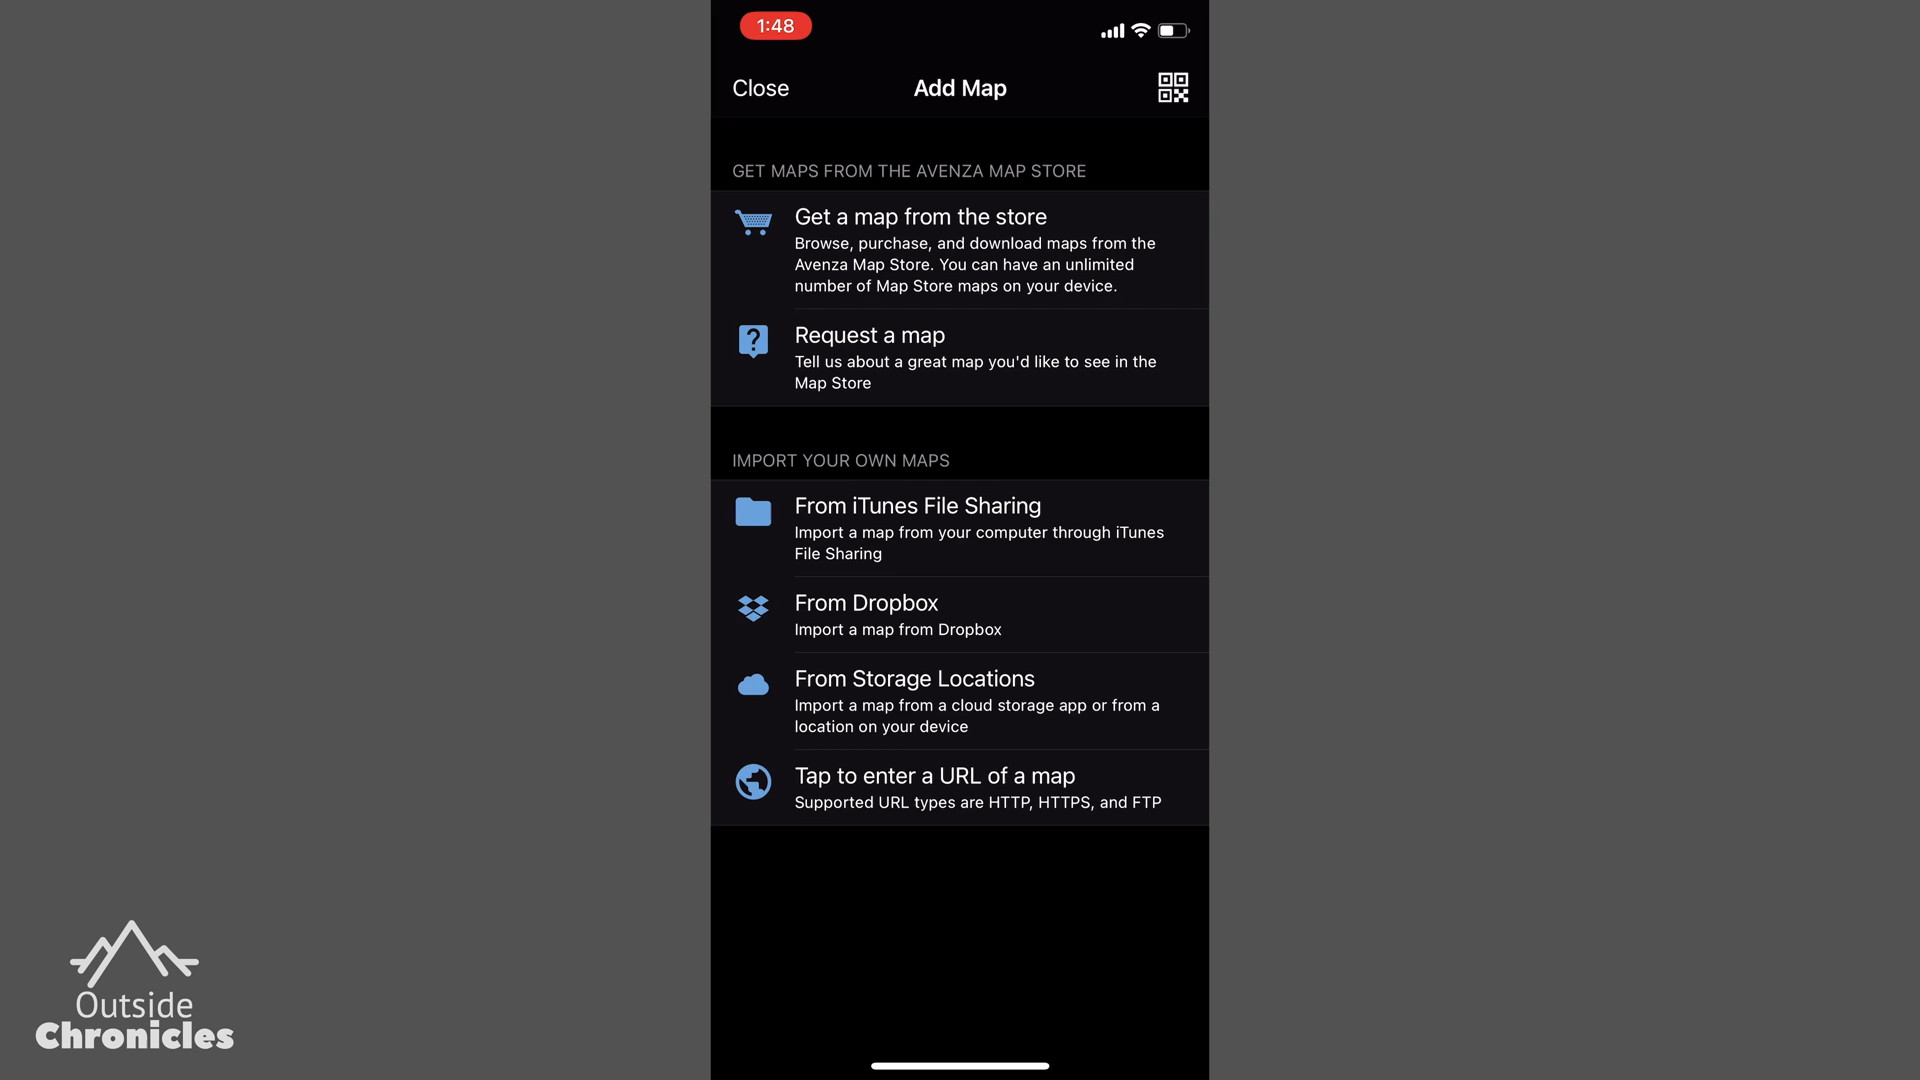 1:48
Close
Add Map
GET MAPS FROM THE AVENZA MAP STORE
Get a map from the store
Browse, purchase, and download maps from the
Avenza Map Store. You can have an unlimited
number of Map Store maps on your device.
Request a map
Tell us about a great map you'd like to see in the
Map Store
IMPORT YOUR OWN MAPS
From iTunes File Sharing
Import a map from your computer through iTunes
File Sharing
From Dropbox
Import a map from Dropbox
From Storage Locations
Import a map from a cloud storage app or from a
location on your device
Tap to enter a URL of a map
Supported URL types are HTTP, HTTPS, and FTP
Outside
Chronicles